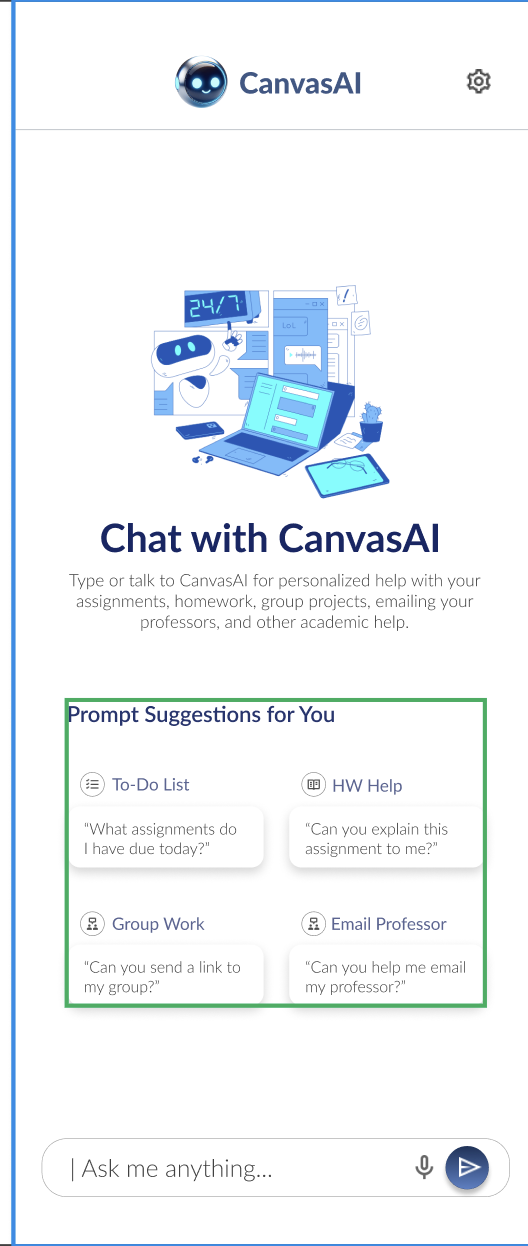 CanvasAI
24/7
!
LOL
Chat with CanvasAI
Type or talk to CanvasAI for personalized help with your
assignments, homework, group projects, emailing your
professors, and other academic help.
Prompt Suggestions for You
To-Do List
“What assignments do
I have due today?”
HW Help
“Can you explain this
assignment to me?”
Group Work
“Can you send a link to
my group?”
Email Professor
“Can you help me email
my professor?”
| Ask me anything...